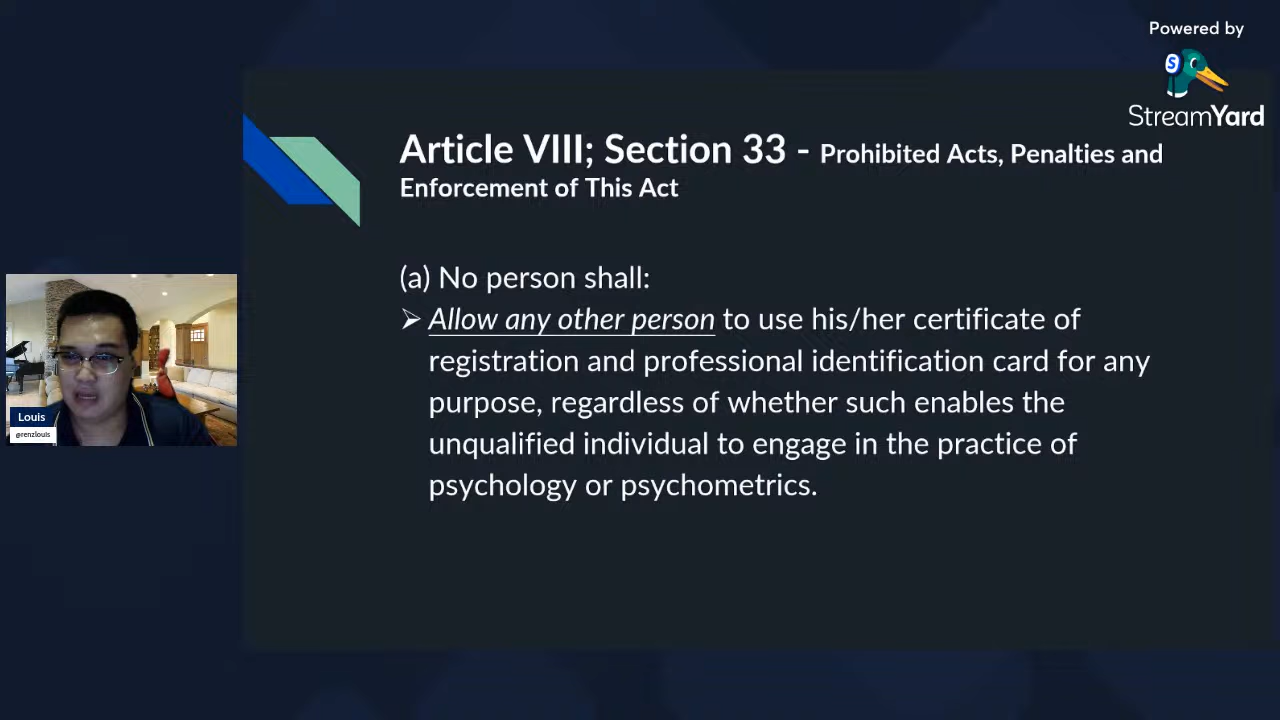 Powered by
S
StreamYard
Article VIII; Section 33 - Prohibited Acts, Penalties and
Enforcement of This Act
(a) No person shall:
➢ Allow any other person to use his/her certificate of
registration and professional identification card for any
purpose, regardless of whether such enables the
unqualified individual to engage in the practice of
psychology or psychometrics.
Louis
@renzlouis